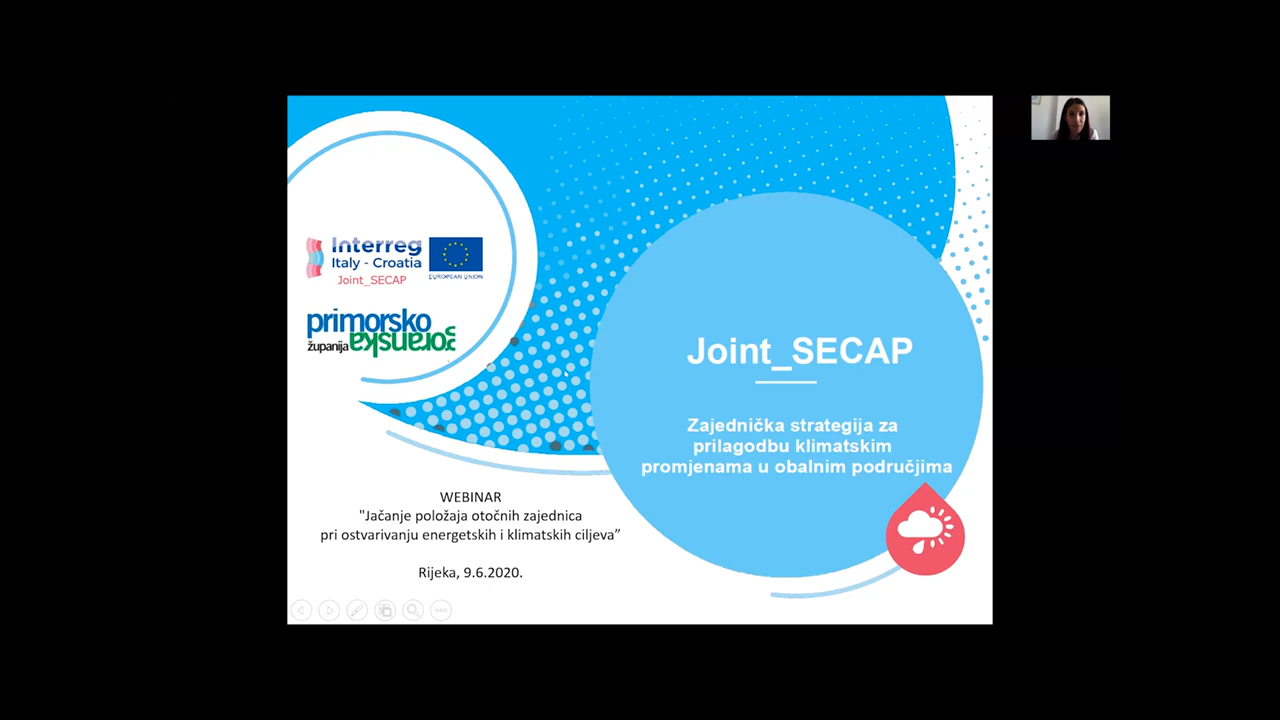 Interreg
Italy - Croatia
Joint_SECAP
EUROPEAN UNION
primorsko
goranska
županija
Joint_SECAP
Zajednička strategija za
prilagodbu klimatskim
promjenama u obalnim područjima
WEBINAR
"Jačanje položaja otočnih zajednica
pri ostvarivanju energetskih i klimatskih ciljeva”
Rijeka, 9.6.2020.